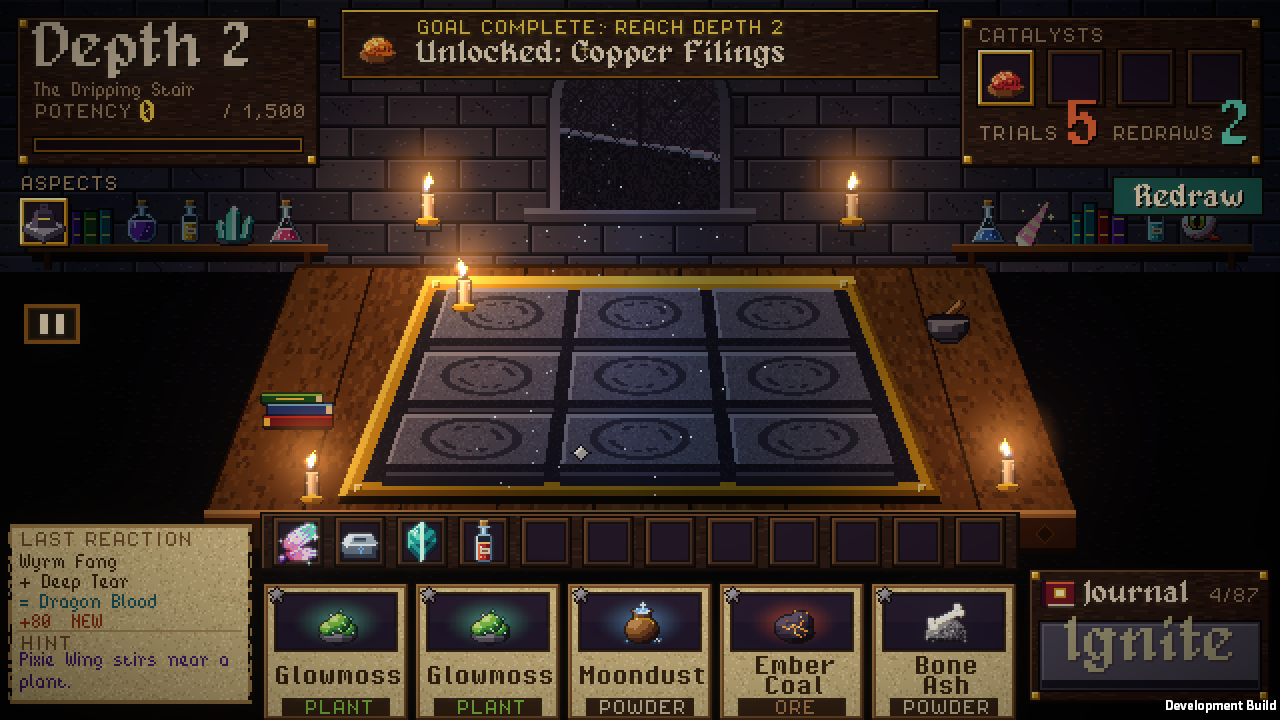 Depth 2
The Dripping Stair
POTENCY 0 / 1,500
GOAL COMPLETE: REACH DEPTH 2
Unlocked: Copper Filings
CATALYSTS
TRIALS 5 REDRAWS 2
Redraw
ASPECTS
LAST REACTION
Wyrm Fang
+ Deep Tear
= Dragon Blood
+80 NEW
HINT
Pixie Wing stirs near a
plant.
Glowmoss
PLANT
Glowmoss
PLANT
Moondust
POWDER
Ember
Coal
ORE
Bone
Ash
POWDER
Journal 4/87
Ignite
Development Build